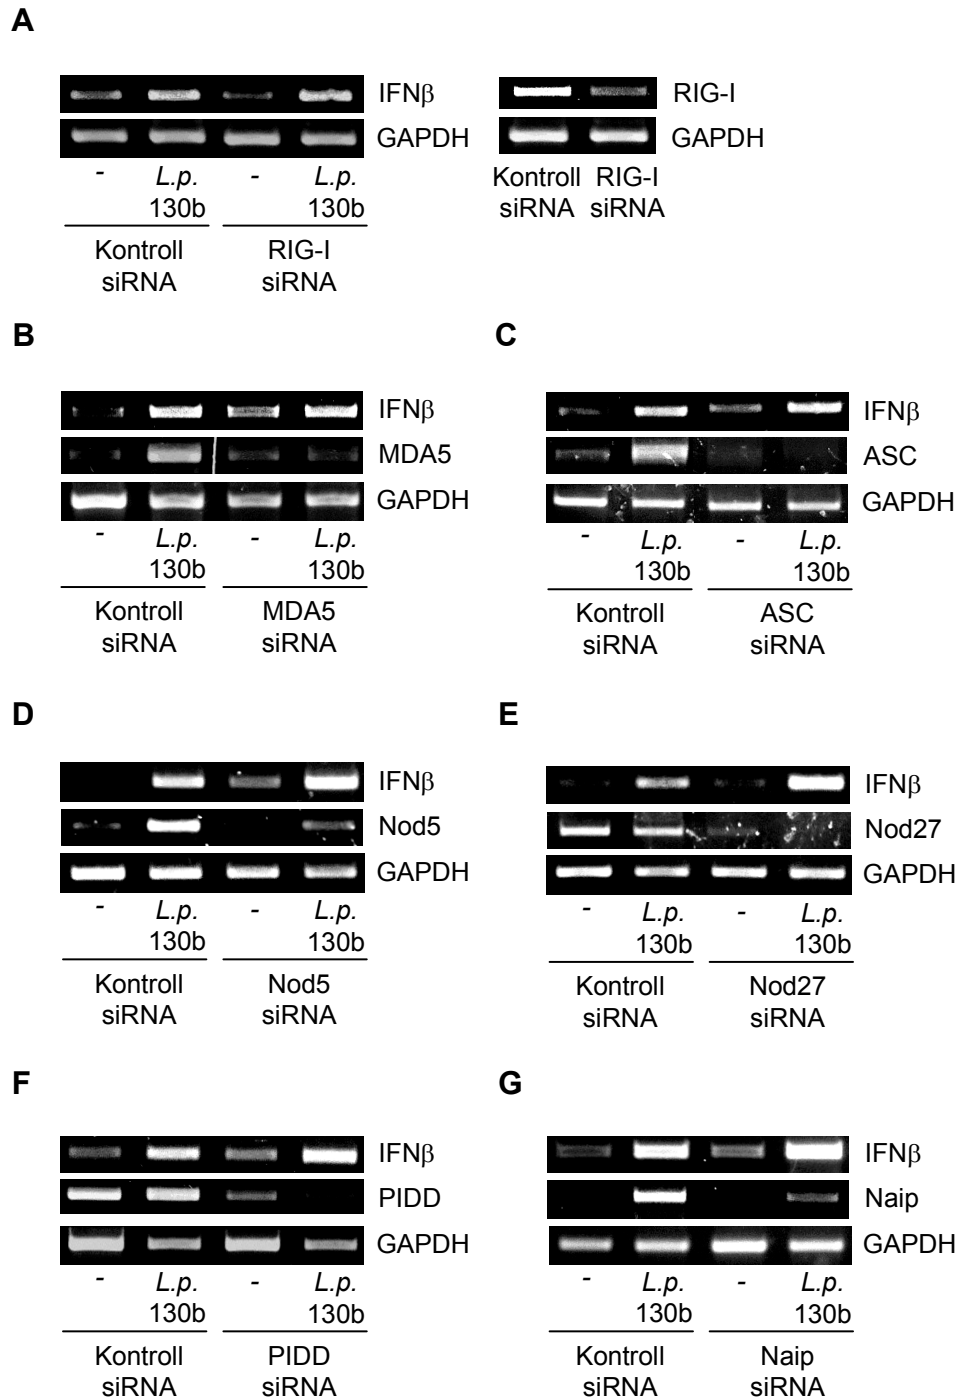 A
IFNβ
GAPDH
- L.p. - L.p.
130b 130b
Kontroll RIG-I
siRNA siRNA
RIG-I
GAPDH
Kontroll RIG-I
siRNA siRNA
B
IFNβ
MDA5
GAPDH
- L.p. - L.p.
130b 130b
Kontroll MDA5
siRNA siRNA
C
IFNβ
ASC
GAPDH
- L.p. - L.p.
130b 130b
Kontroll ASC
siRNA siRNA
D
IFNβ
Nod5
GAPDH
- L.p. - L.p.
130b 130b
Kontroll Nod5
siRNA siRNA
E
IFNβ
Nod27
GAPDH
- L.p. - L.p.
130b 130b
Kontroll Nod27
siRNA siRNA
F
IFNβ
PIDD
GAPDH
- L.p. - L.p.
130b 130b
Kontroll PIDD
siRNA siRNA
G
IFNβ
Naip
GAPDH
- L.p. - L.p.
130b 130b
Kontroll Naip
siRNA siRNA